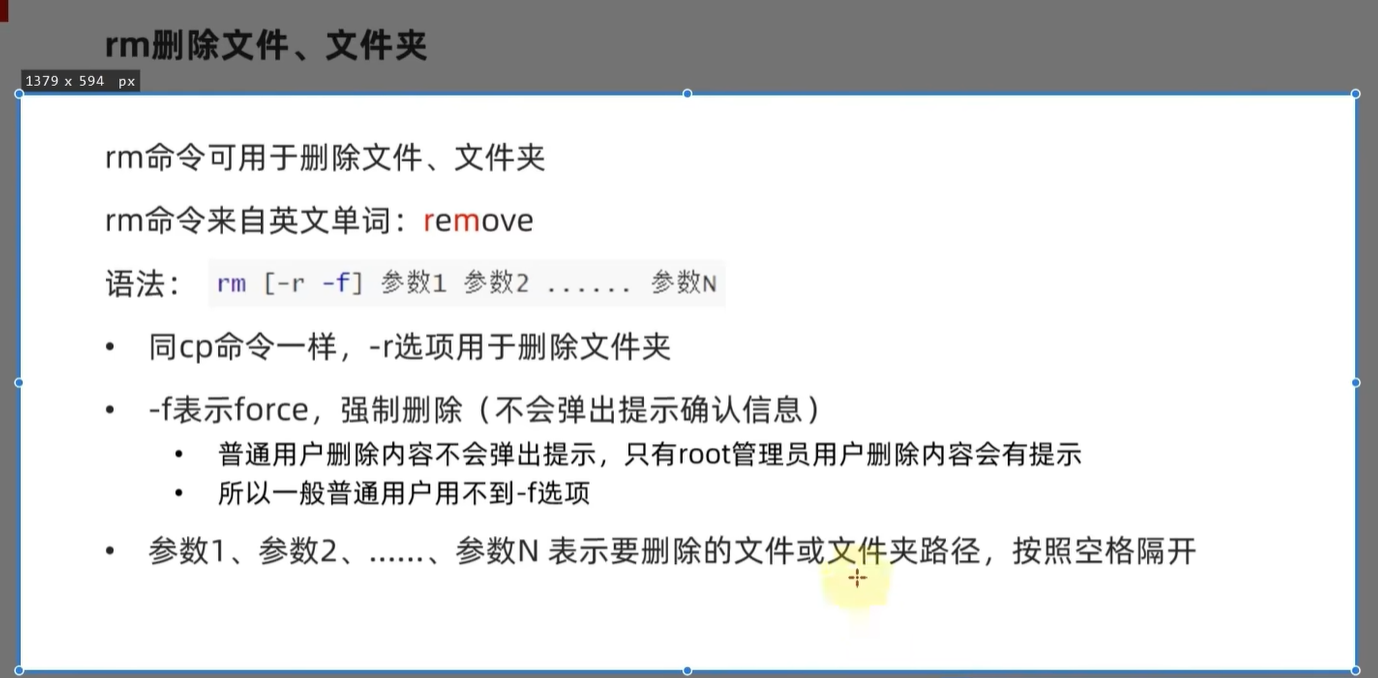 rm删除文件、文件夹
1379 x 594 px
rm命令可用于删除文件、文件夹
rm命令来自英文单词：remove
语法： rm [-r -f] 参数1 参数2 ...... 参数N
• 同cp命令一样，-r选项用于删除文件夹
• -f表示force，强制删除（不会弹出提示确认信息）
• 普通用户删除内容不会弹出提示，只有root管理员用户删除内容会有提示
• 所以一般普通用户用不到-f选项
• 参数1、参数2、......、参数N 表示要删除的文件或文件夹路径，按照空格隔开